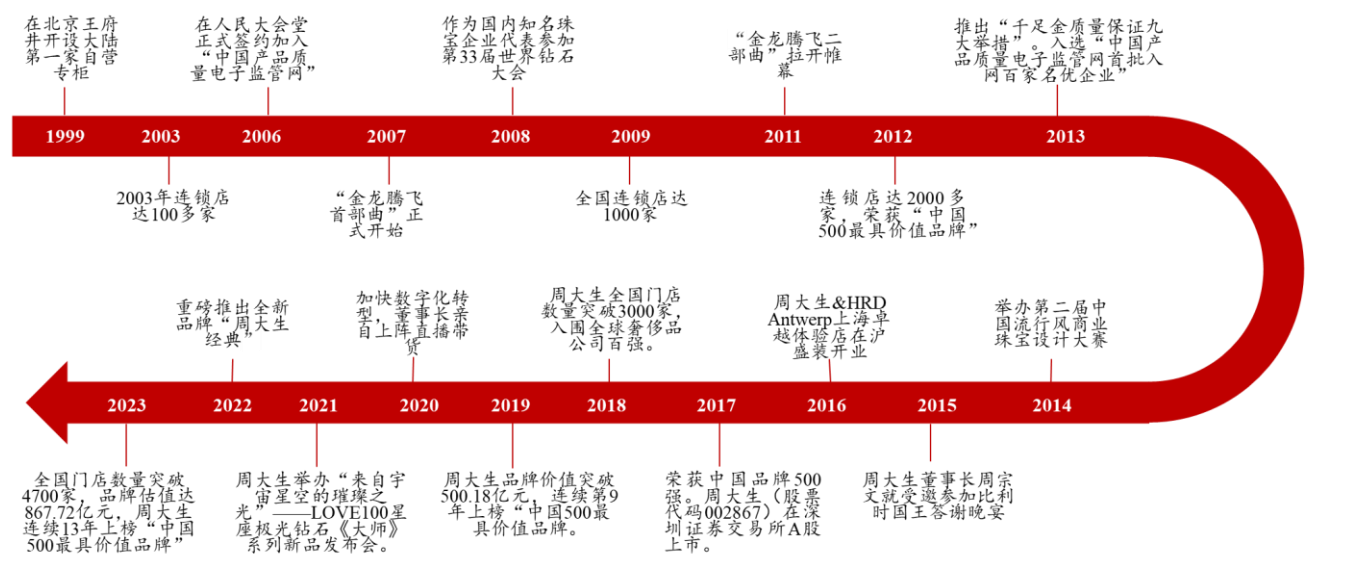 在北京王府
井开设大陆
第一家自营
专柜
在人民大会堂
正式签约加入
“中国产品质
量电子监管网”
作为国内知名珠
宝企业代表参加
第33届世界钻石
大会
“金龙腾飞二
部曲”拉开帷
幕
推出“千足金质量保证九
大举措”。入选“中国产
品质量电子监管网首批入
网百家名优企业”
1999
2003
2006
2007
2008
2009
2011
2012
2013
2003年连锁店
达100多家
“金龙腾飞
首部曲”正
式开始
全国连锁店达
1000家
连锁店达2000多
家，荣获“中国
500最具价值品牌”
重磅推出全新
品牌“周大生
经典”
加快数字化转
型，董事长亲
自上阵直播带
货
周大生全国门店
数量突破3000家，
入围全球奢侈品
公司百强。
周大生&HRD
Antwerp上海卓
越体验店在沪
盛装开业
举办第二届中
国流行风商业
珠宝设计大赛
2023
2022
2021
2020
2019
2018
2017
2016
2015
2014
全国门店数量突破
4700家，品牌估值达
867.72亿元，周大生
连续13年上榜“中国
500最具价值品牌”
周大生举办“来自宇
宙星空的璀璨之
光”——LOVE100星
座极光钻石《大师》
系列新品发布会。
周大生品牌价值突破
500.18亿元，连续第9
年上榜“中国500最
具价值品牌。
荣获中国品牌500
强。周大生（股票
代码002867）在深
圳证券交易所A股
上市。
周大生董事长周宗
文就受邀参加比利
时国王答谢晚宴